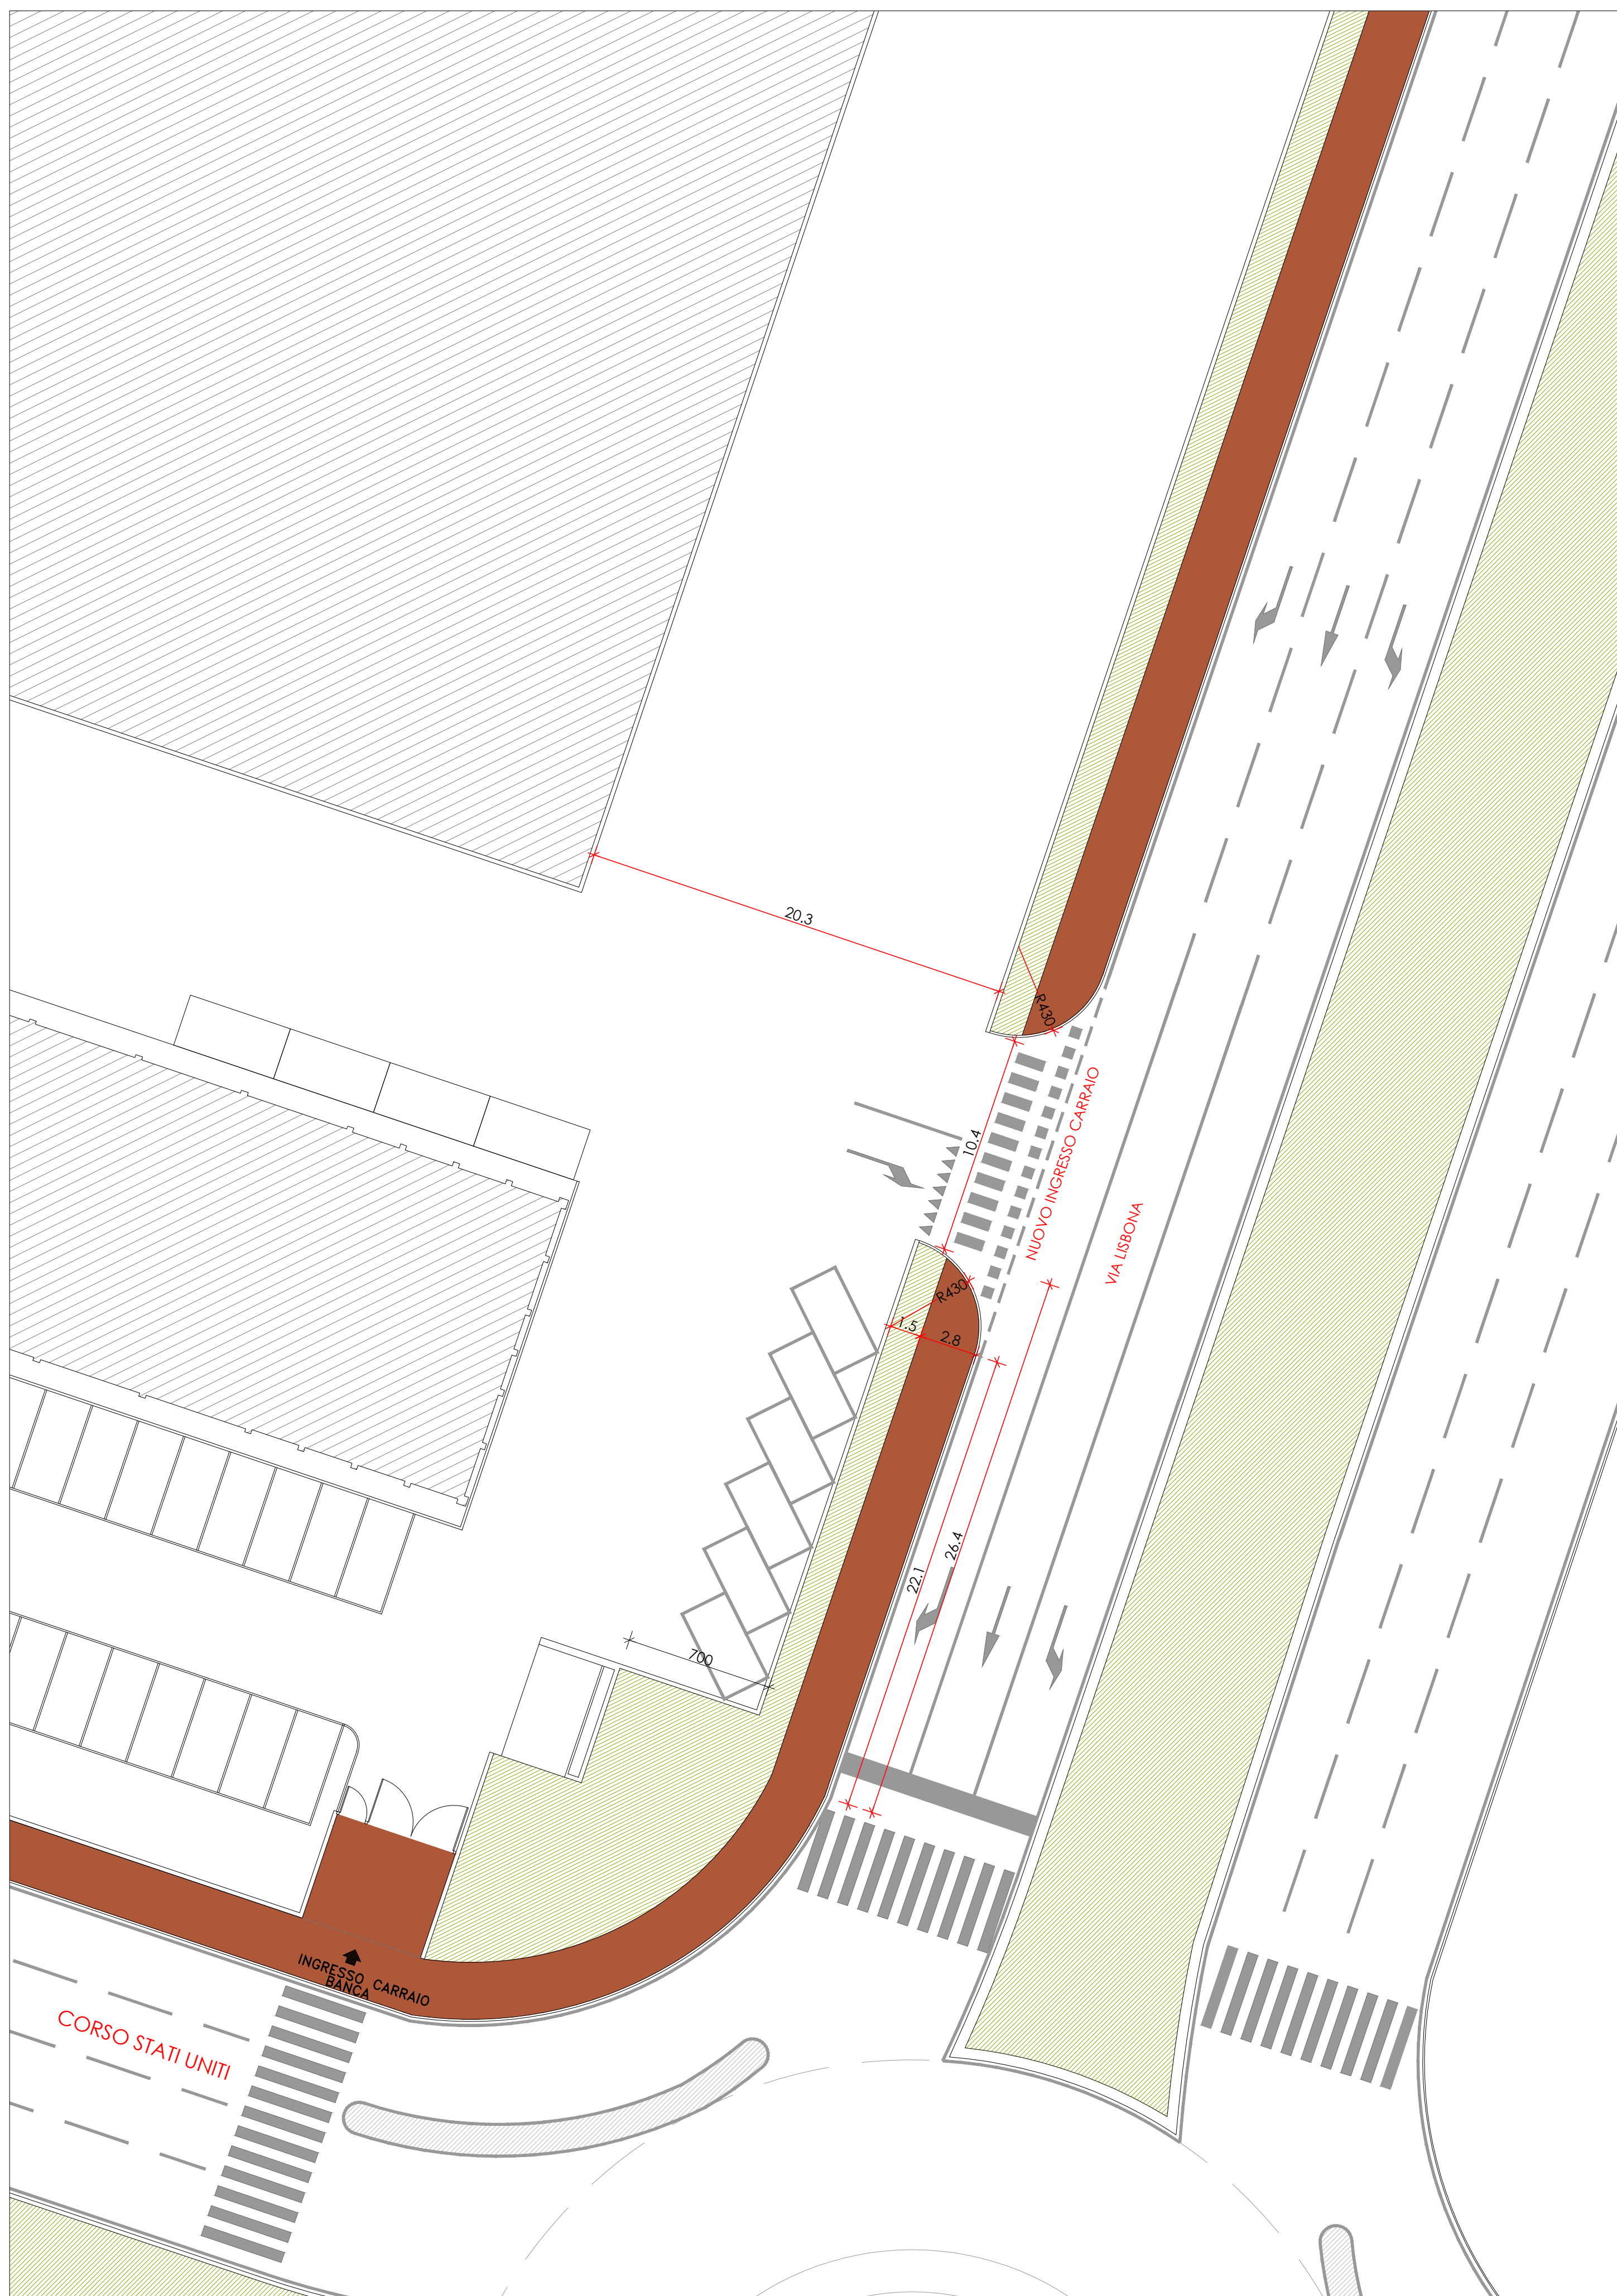 20.3
R430
10.4
NUOVO INGRESSO CARRAIO
VIA LISBONA
R430
1.5
2.8
26.4
22.1
700
INGRESSO CARRAIO
BANCA
CORSO STATI UNITI